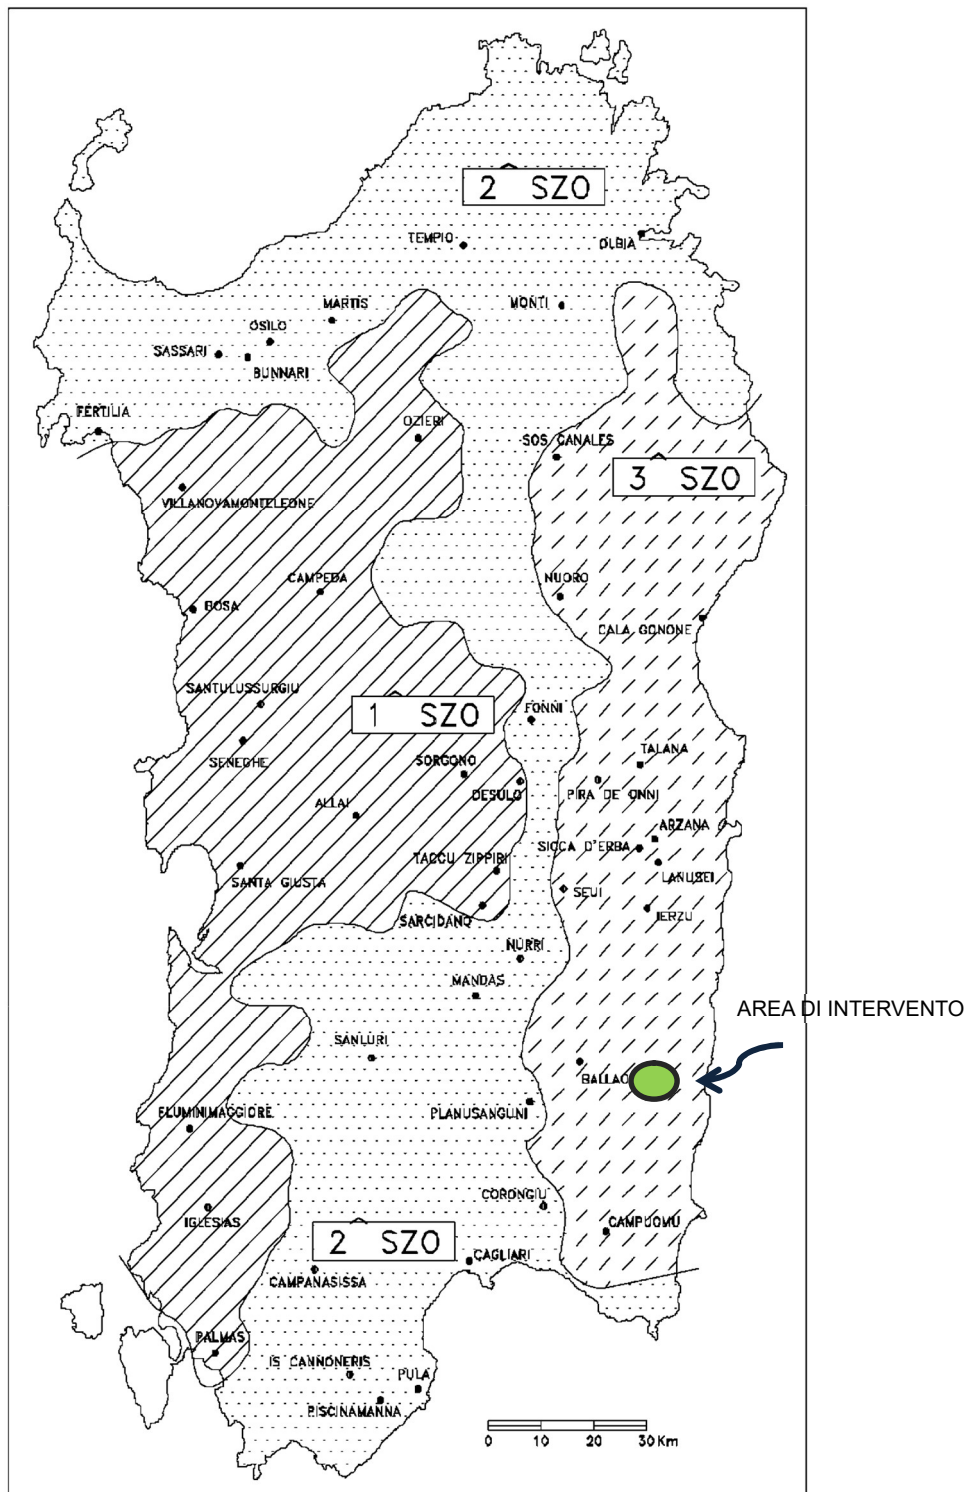 2 SZO
TEMPIO
OLBIA
MARTIS
MONTI
OSILO
SASSARI
BUNNARI
FERTILIA
OZIERI
SOS CANALES
3 SZO
VILLANOVAMONTELEONE
CAMPEDA
NUORO
BOSA
CALA GONONE
SANTULUSSURGIU
1 SZO
FONNI
SENEGHE
SORGONO
TALANA
DESULO
PIRA DE ONNI
ALLAI
ARZANA
SICCA D'ERBA
TACCU ZIPPIRI
LANUSEI
SANTA GIUSTA
SEUI
SARCIDANO
IERZU
NURRI
MANDAS
AREA DI INTERVENTO
SANLURI
BALLAO
FLUMINIMAGGIORE
PLANUSANGUNI
CORONGIU
IGLESIAS
CAMPUOMU
2 SZO
CAGLIARI
CAMPANASISSA
PALMAS
IS CANNONERIS
PULA
PISCINAMANNA
0 10 20 30 Km